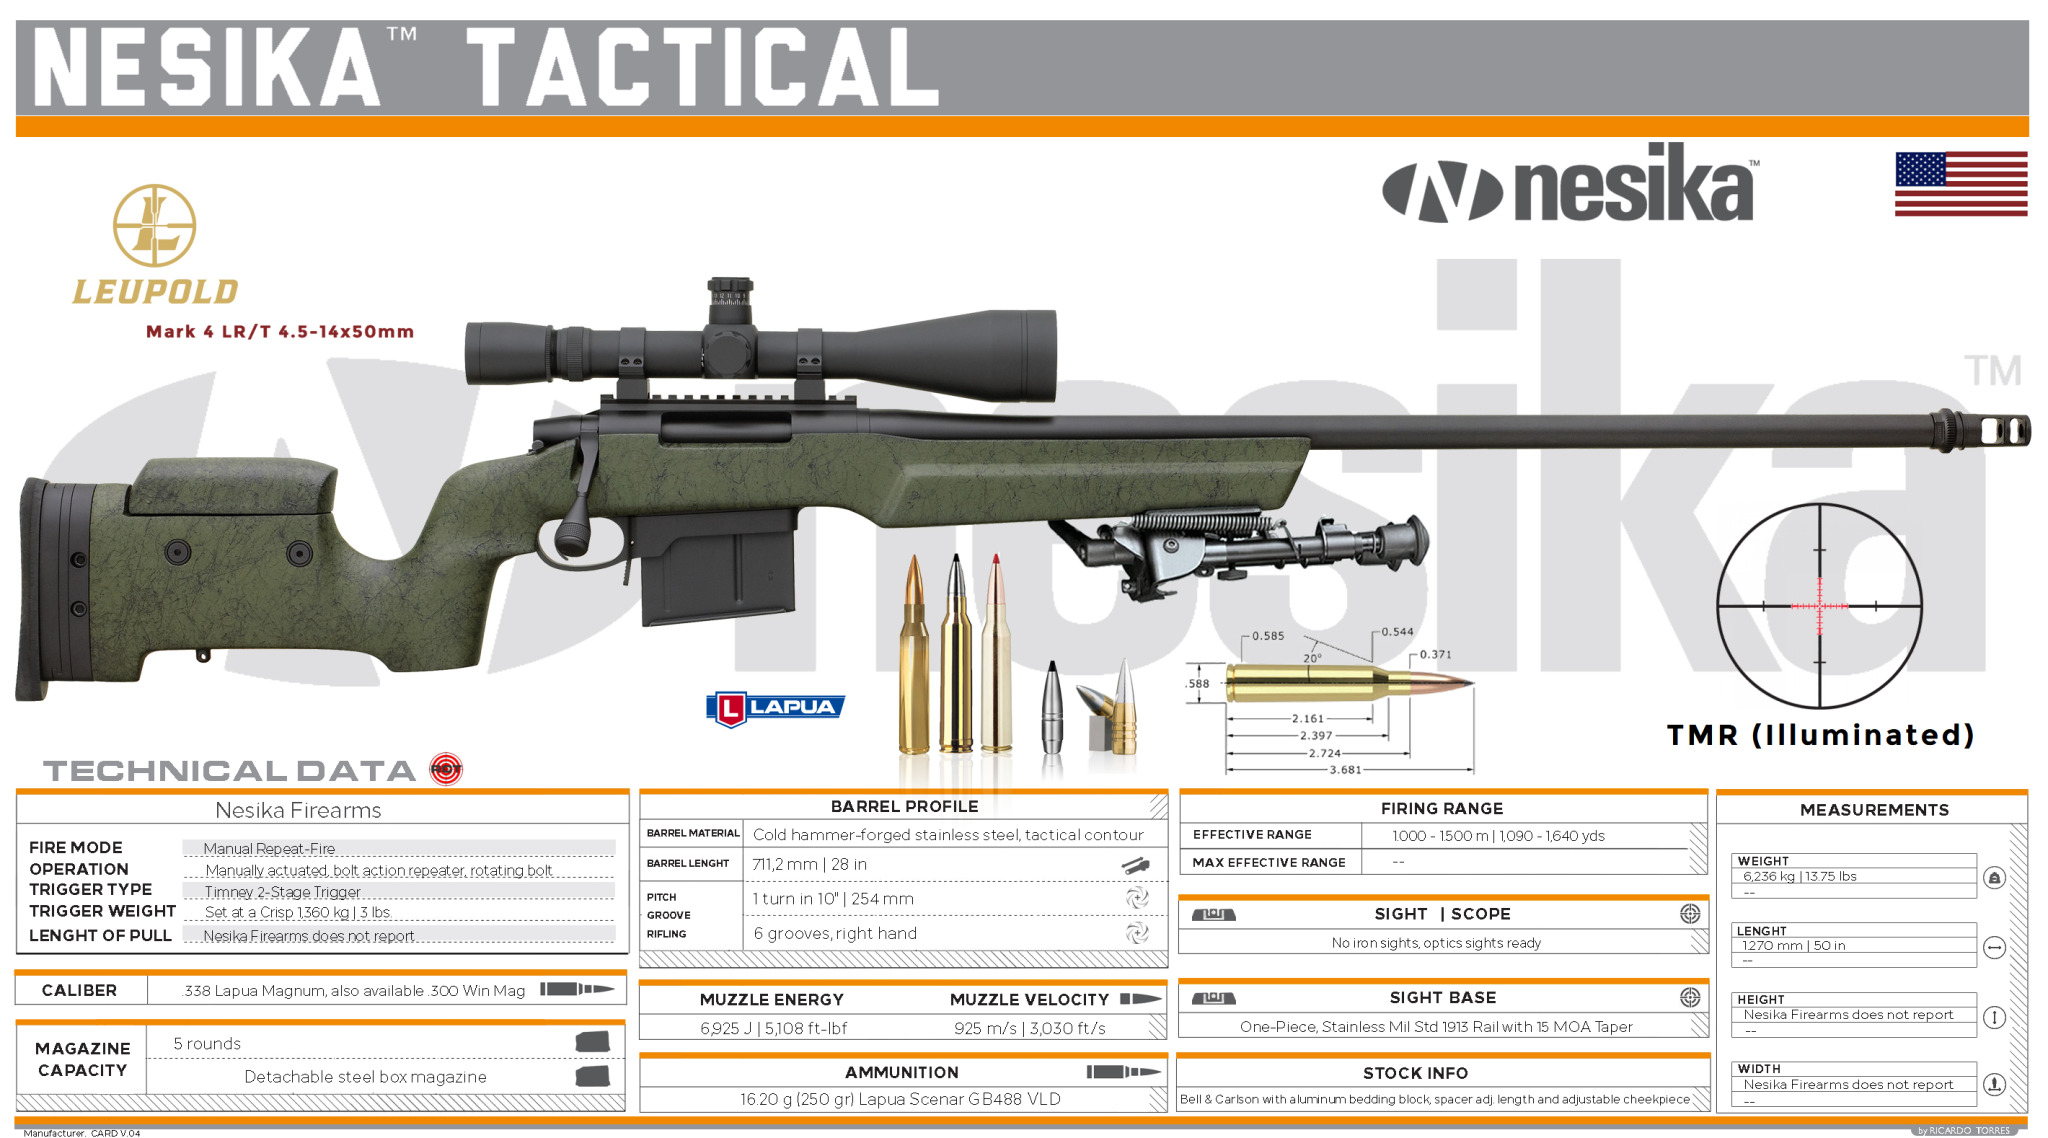 NESIKA™ TACTICAL
nesika™
LEUPOLD
Mark 4 LR/T 4.5-14x50mm
nesika
TM
0.585
0.544
20°
0.371
.588
2.161
2.397
2.724
3.681
L LAPUA
TMR (Illuminated)
TECHNICAL DATA
Nesika Firearms
FIRE MODE Manual Repeat-Fire
OPERATION Manually actuated, bolt action repeater, rotating bolt
TRIGGER TYPE Timney 2-Stage Trigger
TRIGGER WEIGHT Set at a Crisp 1,360 kg | 3 lbs.
LENGHT OF PULL Nesika Firearms does not report
CALIBER .338 Lapua Magnum, also available .300 Win Mag
MAGAZINE CAPACITY
5 rounds
Detachable steel box magazine
BARREL PROFILE
BARREL MATERIAL Cold hammer-forged stainless steel, tactical contour
BARREL LENGHT 711,2 mm | 28 in
PITCH 1 turn in 10" | 254 mm
GROOVE
RIFLING 6 grooves, right hand
MUZZLE ENERGY MUZZLE VELOCITY
6,925 J | 5,108 ft-lbf 925 m/s | 3,030 ft/s
AMMUNITION
16.20 g (250 gr) Lapua Scenar GB488 VLD
FIRING RANGE
EFFECTIVE RANGE 1000 - 1500 m | 1,090 - 1,640 yds
MAX EFFECTIVE RANGE --
SIGHT | SCOPE
No iron sights, optics sights ready
SIGHT BASE
One-Piece, Stainless Mil Std 1913 Rail with 15 MOA Taper
STOCK INFO
Bell & Carlson with aluminum bedding block, spacer adj. length and adjustable cheekpiece
MEASUREMENTS
WEIGHT
6,236 kg | 13.75 lbs
--
LENGHT
1270 mm | 50 in
--
HEIGHT
Nesika Firearms does not report
--
WIDTH
Nesika Firearms does not report
--
Manufacturer. CARD V.04
by RICARDO TORRES